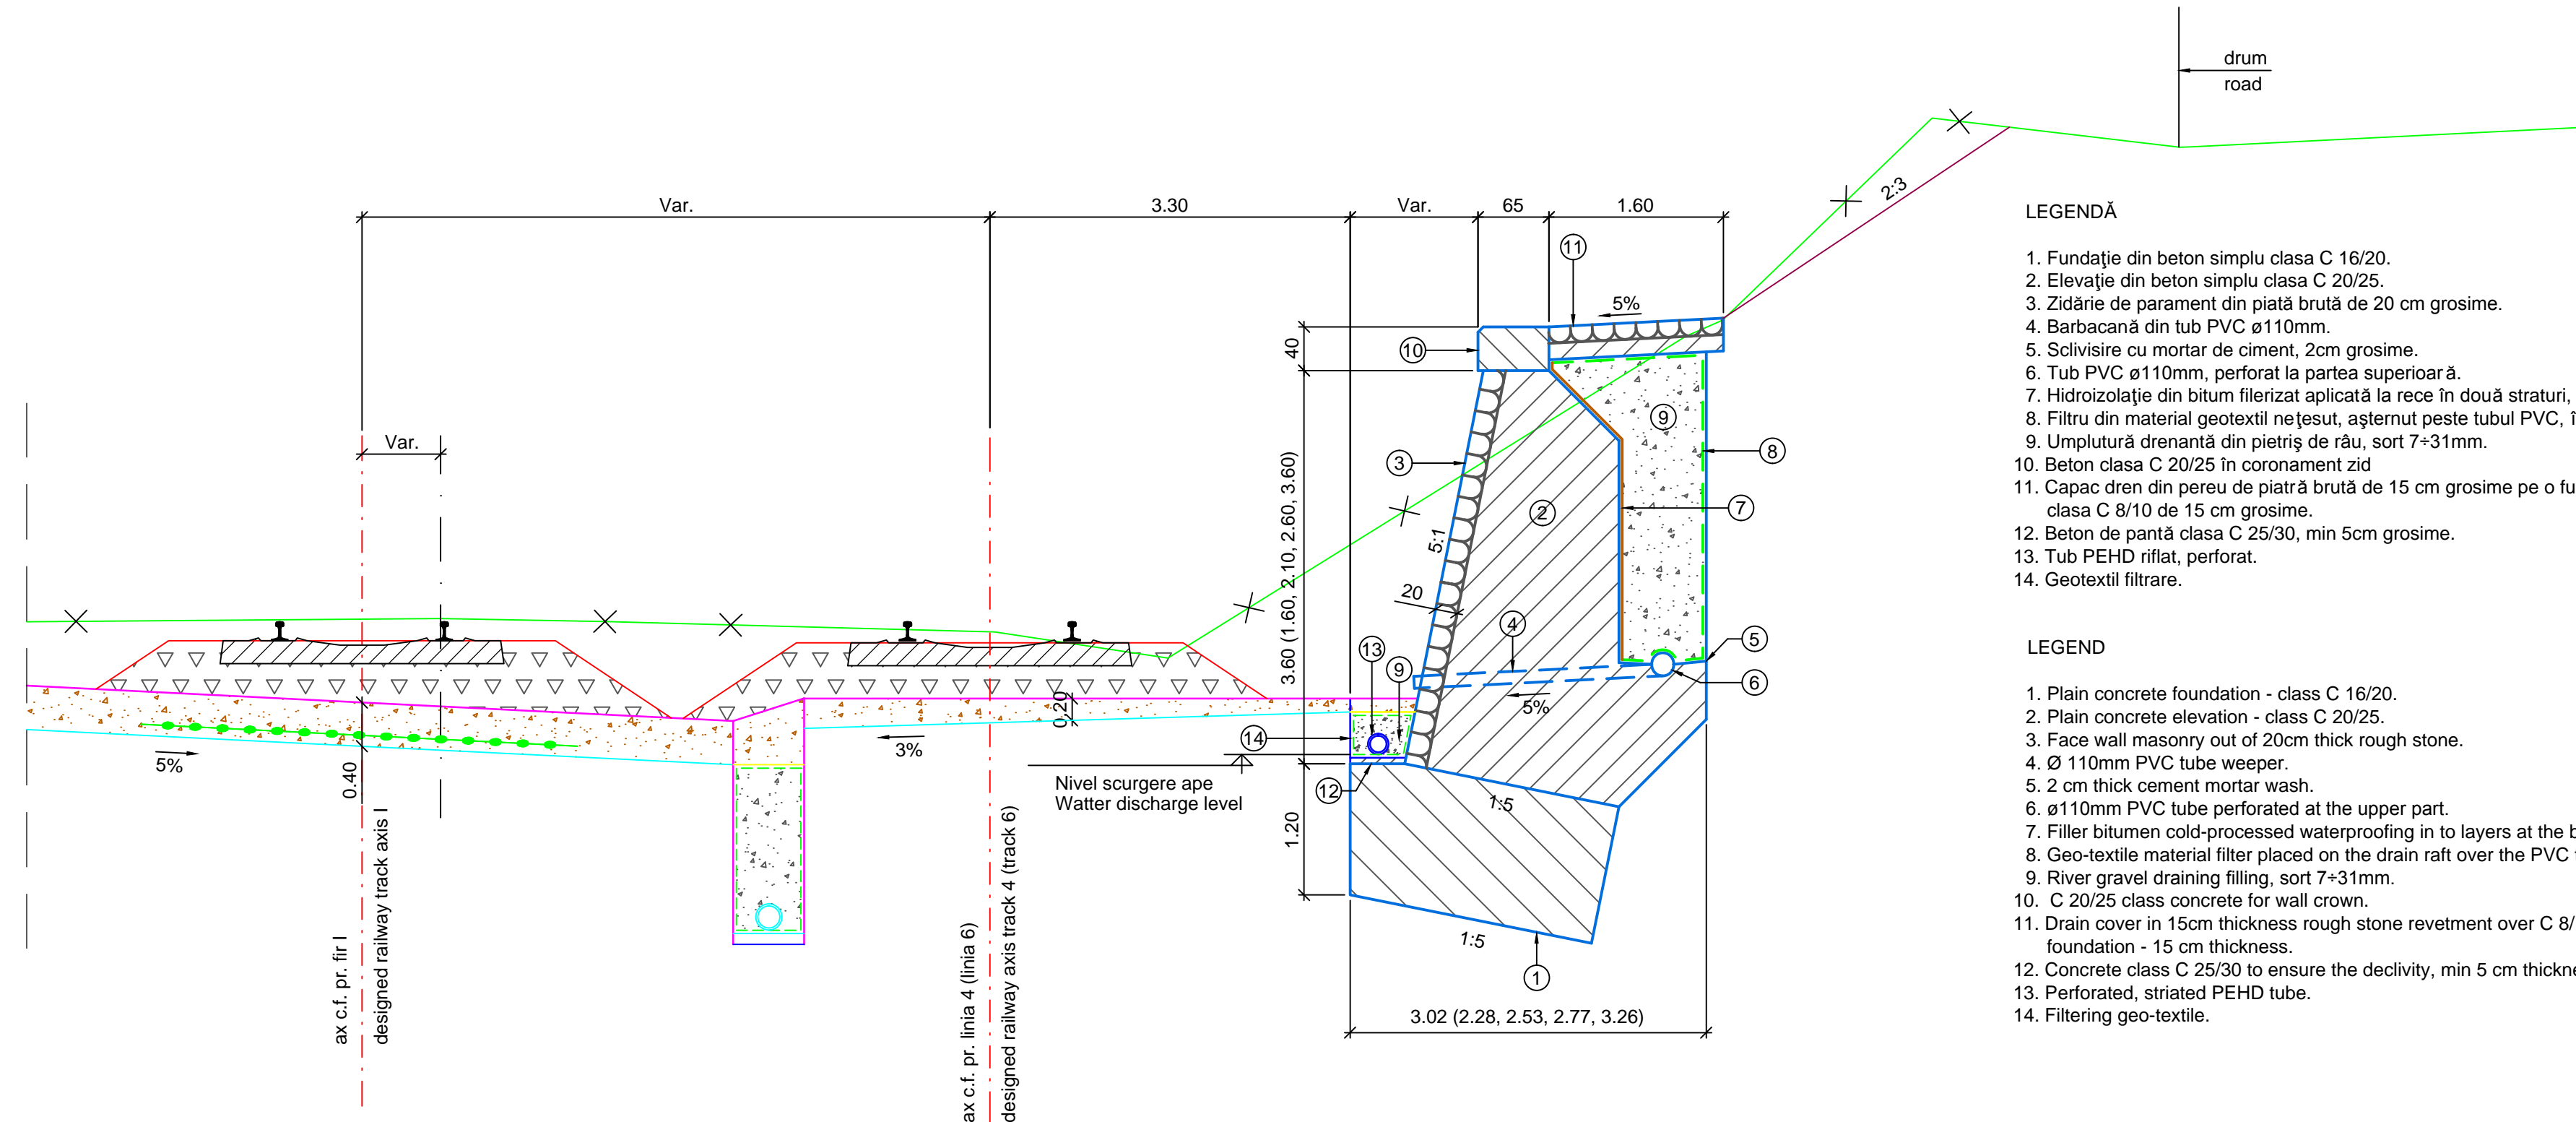 drum
road
Var.
3.30
Var.
65
1.60
2:3
11
5%
40
10
9
3
8
2
7
Var.
3.60 (1.60, 2.10, 2.60, 3.60)
5:1
20
4
13
9
5
6
5%
0.20
14
3%
5%
0.40
12
Nivel scurgere ape
Watter discharge level
1:5
1.20
1:5
1
3.02 (2.28, 2.53, 2.77, 3.26)
ax c.f. pr. fir I
designed railway track axis I
ax c.f. pr. linia 4 (linia 6)
designed railway axis track 4 (track 6)
LEGENDĂ
1. Fundaţie din beton simplu clasa C 16/20.
2. Elevaţie din beton simplu clasa C 20/25.
3. Zidărie de parament din piată brută de 20 cm grosime.
4. Barbacană din tub PVC ø110mm.
5. Sclivisire cu mortar de ciment, 2cm grosime.
6. Tub PVC ø110mm, perforat la partea superioară.
7. Hidroizolaţie din bitum filerizat aplicată la rece în două straturi,
8. Filtru din material geotextil neţesut, aşternut peste tubul PVC, î
9. Umplutură drenantă din pietriş de râu, sort 7÷31mm.
10. Beton clasa C 20/25 în coronament zid
11. Capac dren din pereu de piatră brută de 15 cm grosime pe o fu
clasa C 8/10 de 15 cm grosime.
12. Beton de pantă clasa C 25/30, min 5cm grosime.
13. Tub PEHD riflat, perforat.
14. Geotextil filtrare.
LEGEND
1. Plain concrete foundation - class C 16/20.
2. Plain concrete elevation - class C 20/25.
3. Face wall masonry out of 20cm thick rough stone.
4. Ø 110mm PVC tube weeper.
5. 2 cm thick cement mortar wash.
6. ø110mm PVC tube perforated at the upper part.
7. Filler bitumen cold-processed waterproofing in to layers at the b
8. Geo-textile material filter placed on the drain raft over the PVC
9. River gravel draining filling, sort 7÷31mm.
10. C 20/25 class concrete for wall crown.
11. Drain cover in 15cm thickness rough stone revetment over C 8/
foundation - 15 cm thickness.
12. Concrete class C 25/30 to ensure the declivity, min 5 cm thickne
13. Perforated, striated PEHD tube.
14. Filtering geo-textile.